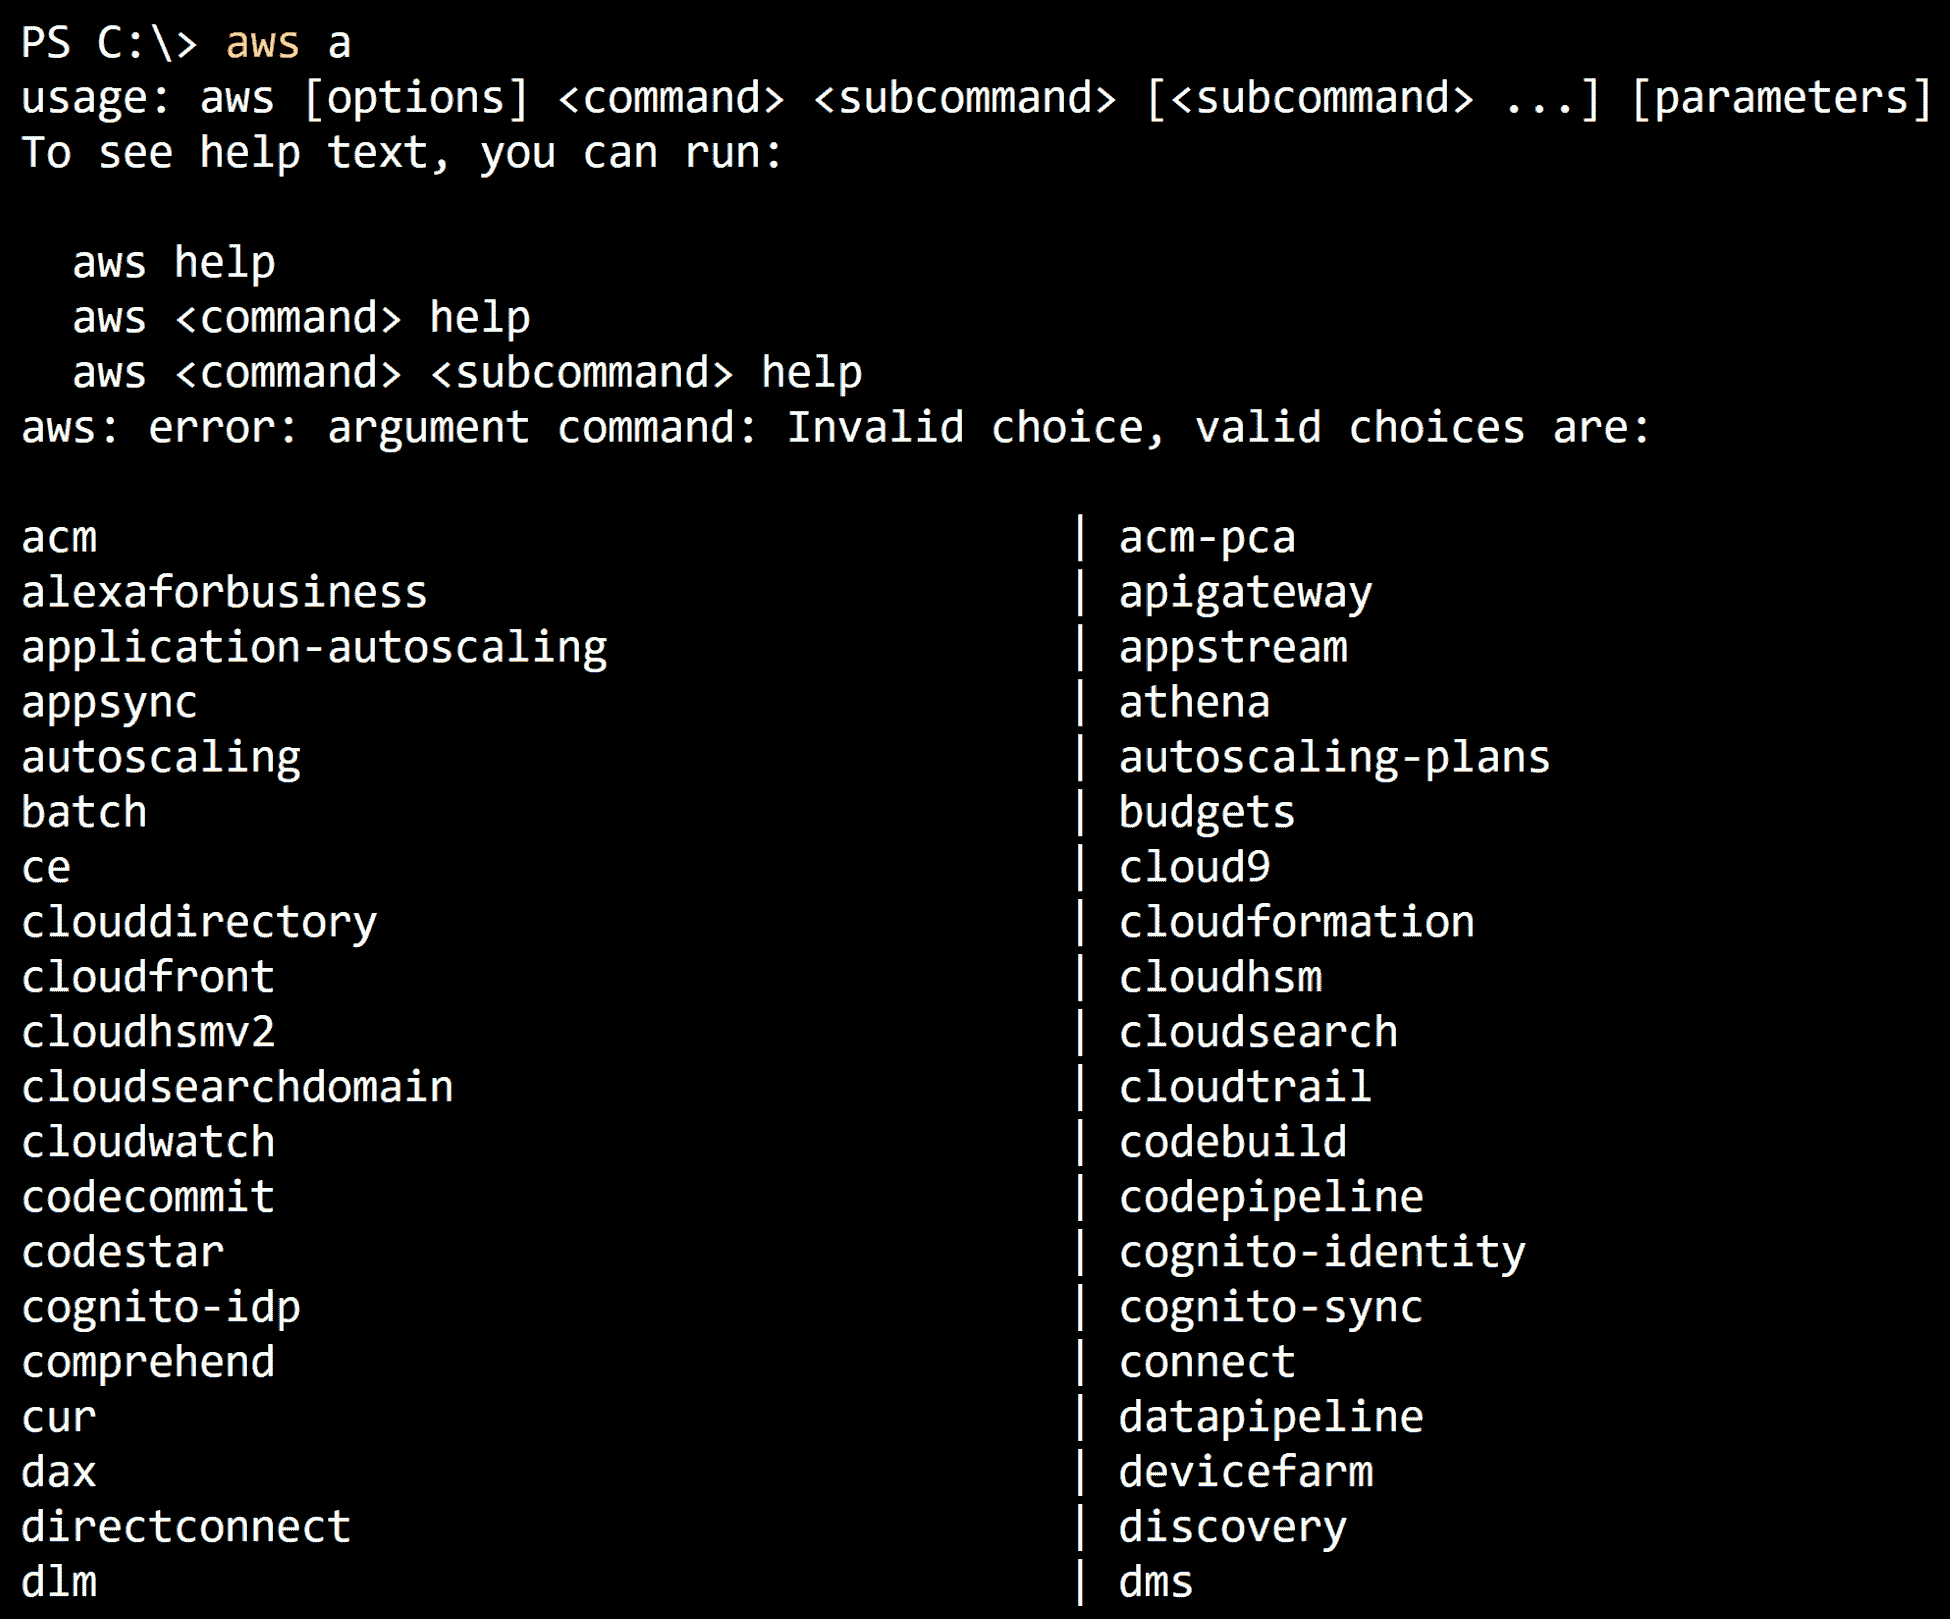 PS C:\> aws a
usage: aws [options] <command> <subcommand> [<subcommand> ...] [parameters]
To see help text, you can run:
aws help
aws <command> help
aws <command> <subcommand> help
aws: error: argument command: Invalid choice, valid choices are:
acm | acm-pca
alexaforbusiness | apigateway
application-autoscaling | appstream
appsync | athena
autoscaling | autoscaling-plans
batch | budgets
ce | cloud9
clouddirectory | cloudformation
cloudfront | cloudhsm
cloudhsmv2 | cloudsearch
cloudsearchdomain | cloudtrail
cloudwatch | codebuild
codecommit | codepipeline
codestar | cognito-identity
cognito-idp | cognito-sync
comprehend | connect
cur | datapipeline
dax | devicefarm
directconnect | discovery
dlm | dms